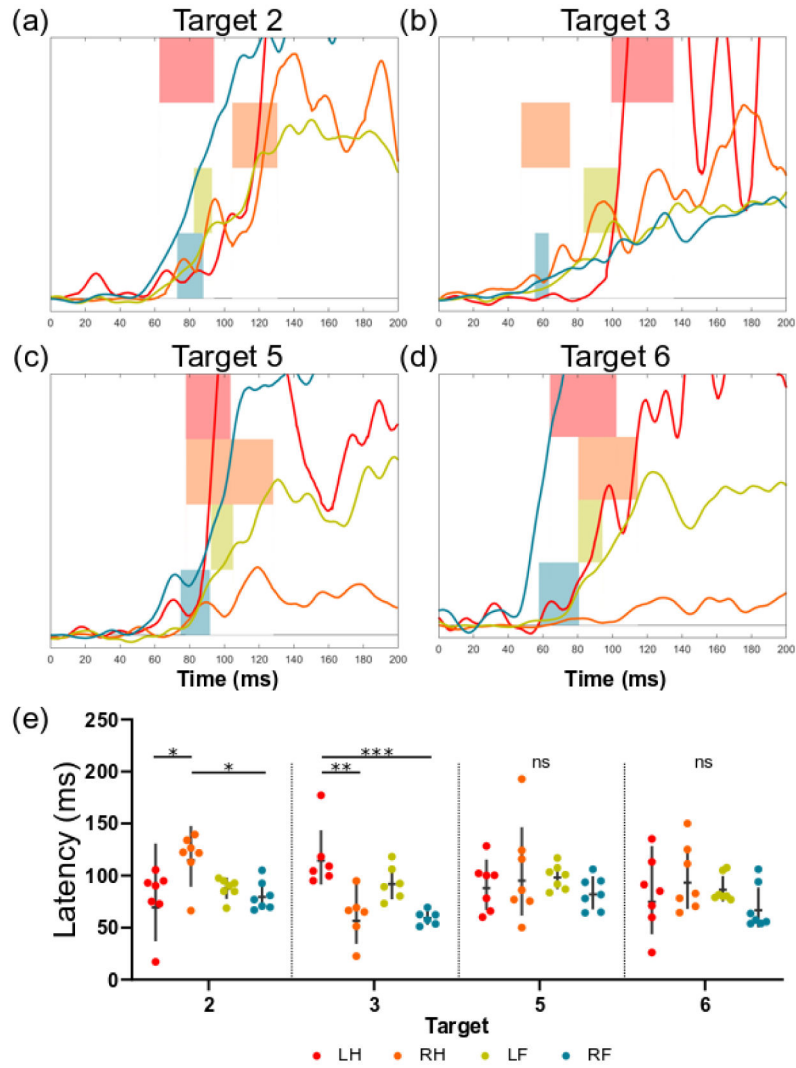 (a) Target 2 (b) Target 3
0 20 40 60 80 100 120 140 160 180 200 0 20 40 60 80 100 120 140 160 180 200
(c) Target 5 (d) Target 6
0 20 40 60 80 100 120 140 160 180 200 0 20 40 60 80 100 120 140 160 180 200
Time (ms) Time (ms)
(e)
250
200
150
100
50
0
Latency (ms)
* * *** ** ns ns
2 3 5 6
Target
LH RH LF RF